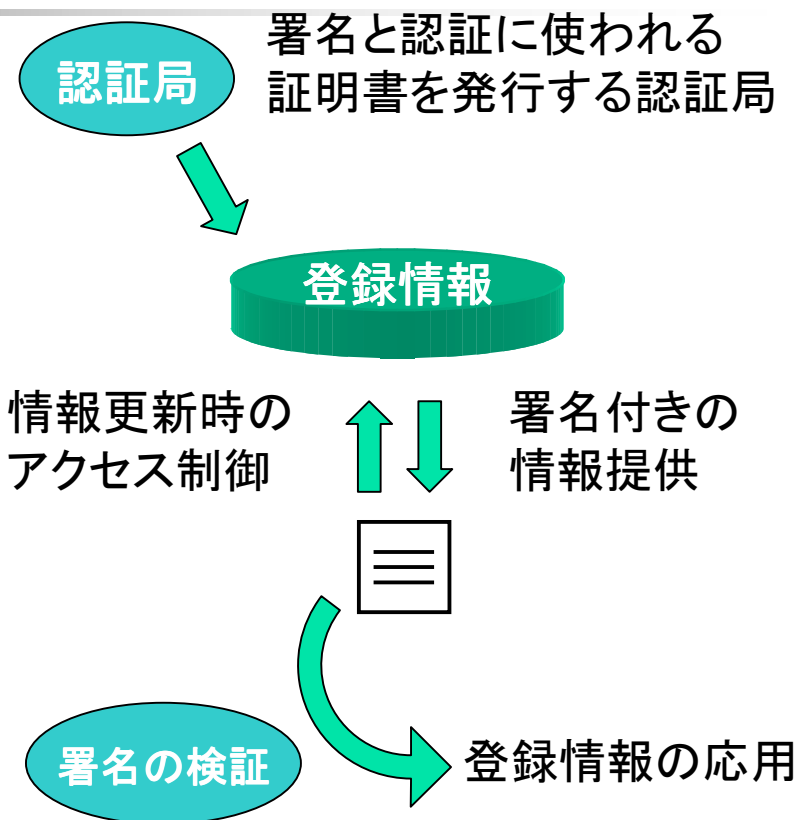 認証局
署名と認証に使われる
証明書を発行する認証局
登録情報
情報更新時の
アクセス制御
署名付きの
情報提供
署名の検証
登録情報の応用